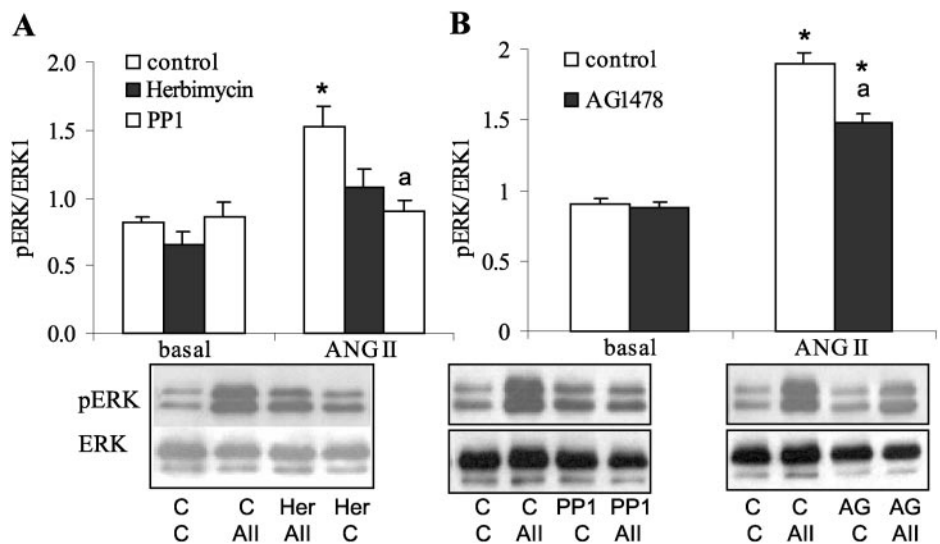 A
pERK/ERK1
2.0
1.5
1.0
0.5
0.0
control
Herbimycin
PP1
*
a
basal
ANG II
B
pERK/ERK1
2
1.5
1
0.5
0
control
AG1478
*
*
a
basal
ANG II
pERK
ERK
C C Her Her
C AII AII C
C C PP1 PP1
C AII C AII
C C AG AG
C AII C AII